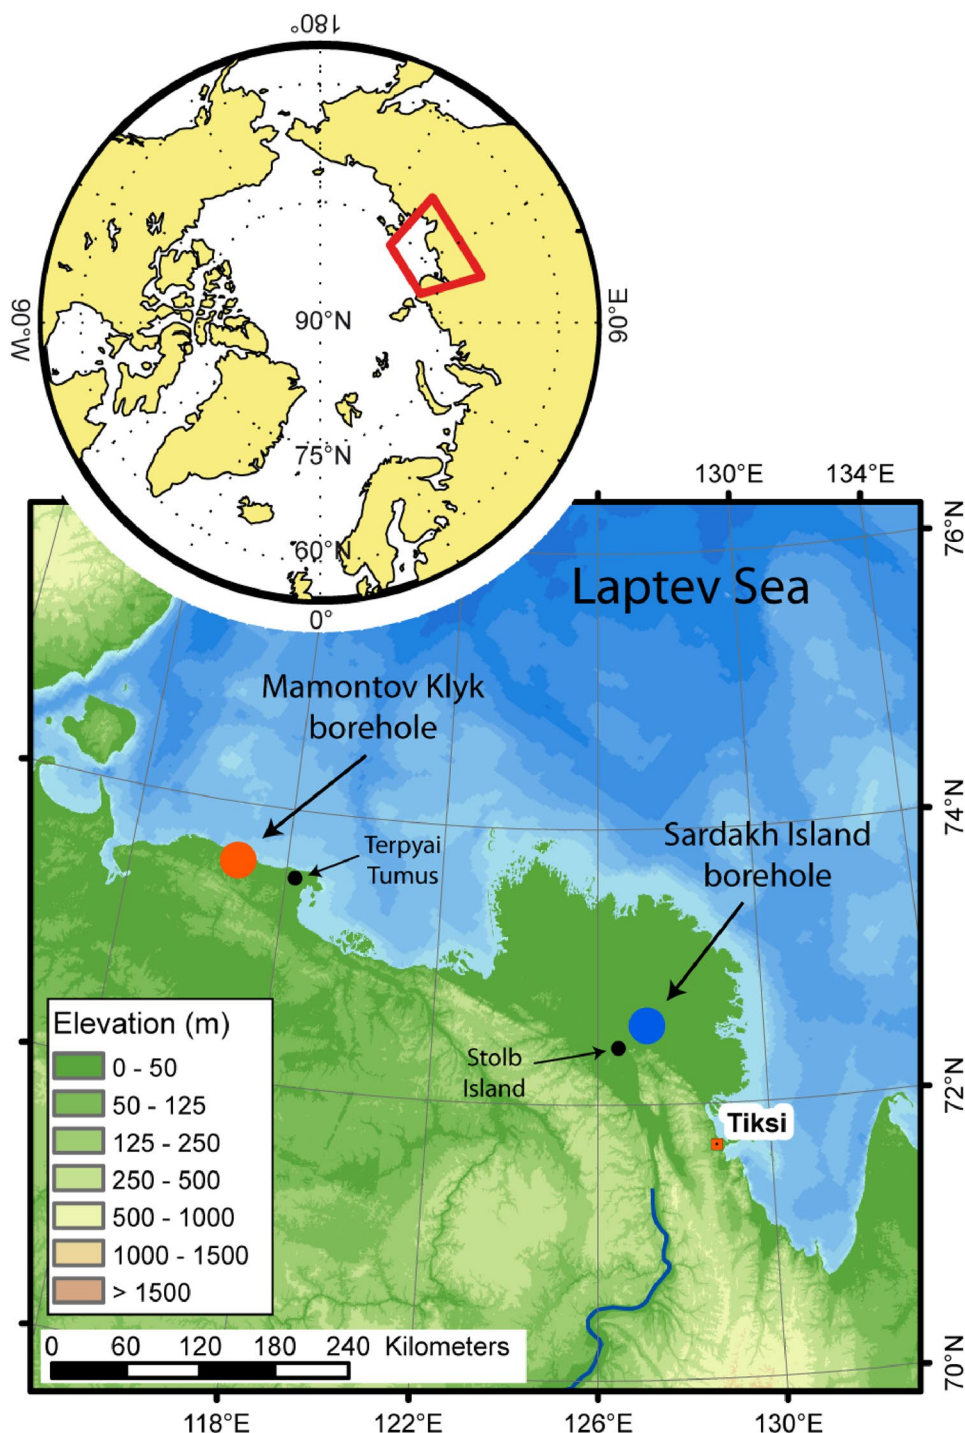 180°
90°W
90°E
90°N
75°N
60°N
0°
130°E
134°E
76°N
Laptev Sea
Mamontov Klyk
borehole
74°N
Sardakh Island
borehole
Terpyai
Tumus
Elevation (m)
0 - 50
50 - 125
125 - 250
250 - 500
500 - 1000
1000 - 1500
> 1500
Stolb
Island
72°N
Tiksi
0 60 120 180 240 Kilometers
70°N
118°E
122°E
126°E
130°E